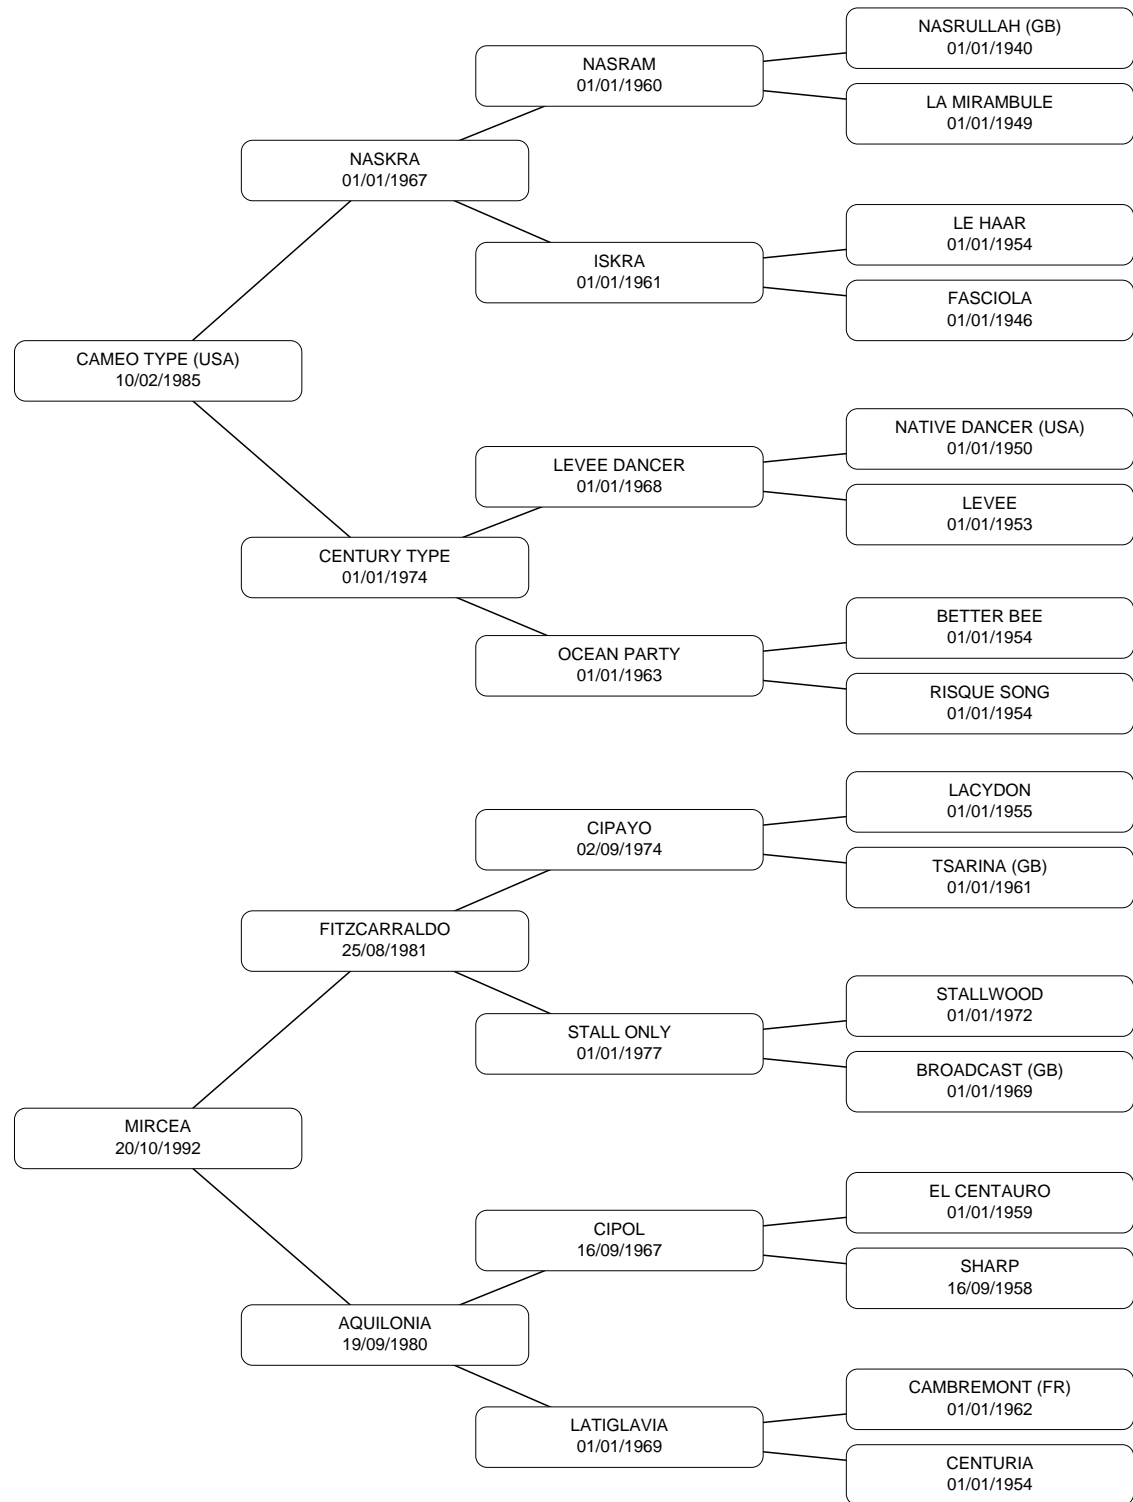 NASRULLAH (GB)
01/01/1940
NASRAM
01/01/1960
LA MIRAMBULE
01/01/1949
NASKRA
01/01/1967
LE HAAR
01/01/1954
ISKRA
01/01/1961
FASCIOLA
01/01/1946
CAMEO TYPE (USA)
10/02/1985
NATIVE DANCER (USA)
01/01/1950
LEVEE DANCER
01/01/1968
LEVEE
01/01/1953
CENTURY TYPE
01/01/1974
BETTER BEE
01/01/1954
OCEAN PARTY
01/01/1963
RISQUE SONG
01/01/1954
LACYDON
01/01/1955
CIPAYO
02/09/1974
TSARINA (GB)
01/01/1961
FITZCARRALDO
25/08/1981
STALLWOOD
01/01/1972
STALL ONLY
01/01/1977
BROADCAST (GB)
01/01/1969
MIRCEA
20/10/1992
EL CENTAURO
01/01/1959
CIPOL
16/09/1967
SHARP
16/09/1958
AQUILONIA
19/09/1980
CAMBREMONT (FR)
01/01/1962
LATIGLAVIA
01/01/1969
CENTURIA
01/01/1954